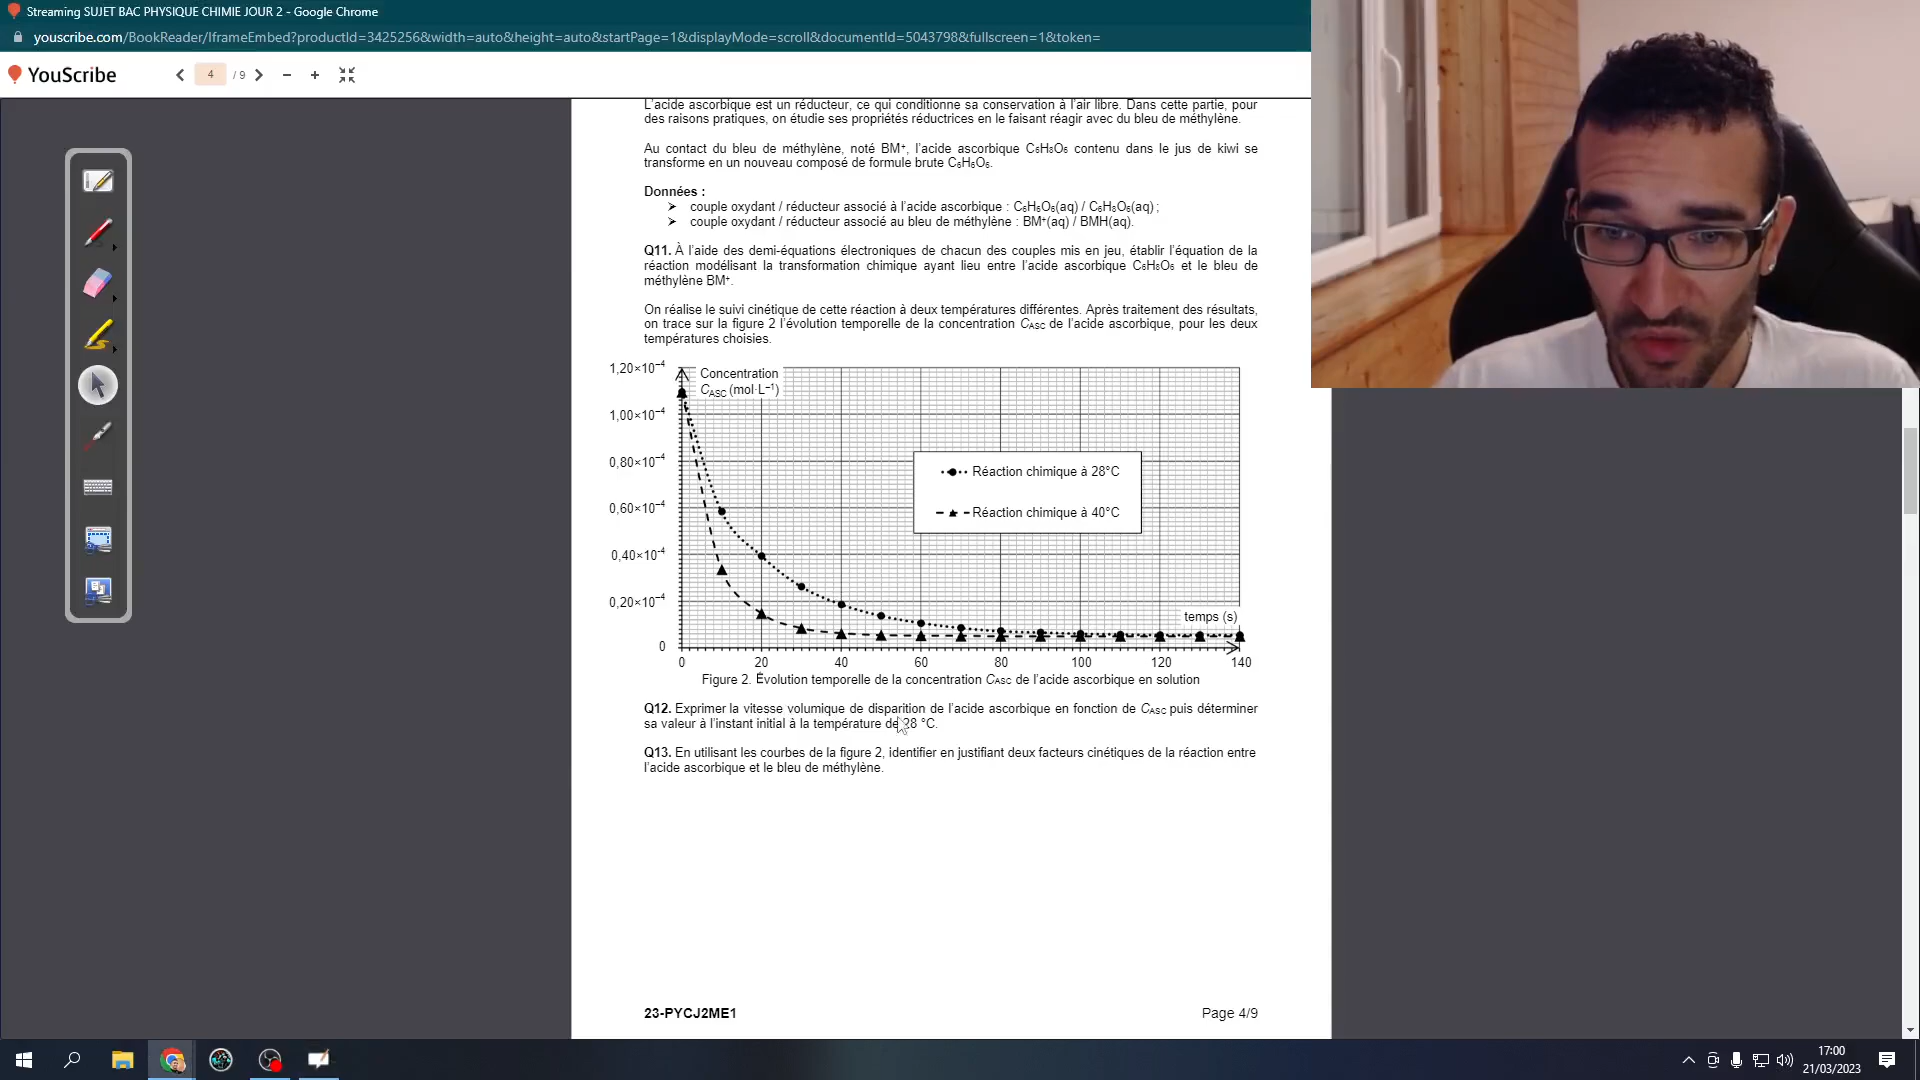 Streaming SUJET BAC PHYSIQUE CHIMIE JOUR 2 - Google Chrome
youscribe.com/BookReader/IframeEmbed?productId=3425256&width=auto&height=auto&startPage=1&displayMode=scroll&documentId=5043798&fullscreen=1&token=
YouScribe
4 / 9
L'acide ascorbique est un réducteur, ce qui conditionne sa conservation à l'air libre. Dans cette partie, pour
des raisons pratiques, on étudie ses propriétés réductrices en le faisant réagir avec du bleu de méthylène.
Au contact du bleu de méthylène, noté BM⁺, l'acide ascorbique C₆H₈O₆ contenu dans le jus de kiwi se
transforme en un nouveau composé de formule brute C₆H₆O₆.
Données :
➤ couple oxydant / réducteur associé à l'acide ascorbique : C₆H₆O₆(aq) / C₆H₈O₆(aq) ;
➤ couple oxydant / réducteur associé au bleu de méthylène : BM⁺(aq) / BMH(aq).
Q11. À l'aide des demi-équations électroniques de chacun des couples mis en jeu, établir l'équation de la
réaction modélisant la transformation chimique ayant lieu entre l'acide ascorbique C₆H₈O₆ et le bleu de
méthylène BM⁺.
On réalise le suivi cinétique de cette réaction à deux températures différentes. Après traitement des résultats,
on trace sur la figure 2 l'évolution temporelle de la concentration CASC de l'acide ascorbique, pour les deux
températures choisies.
1,20×10⁻⁴
Concentration
CASC (mol·L⁻¹)
1,00×10⁻⁴
0,80×10⁻⁴
Réaction chimique à 28°C
0,60×10⁻⁴
Réaction chimique à 40°C
0,40×10⁻⁴
0,20×10⁻⁴
temps (s)
0
0 20 40 60 80 100 120 140
Figure 2. Évolution temporelle de la concentration CASC de l'acide ascorbique en solution
Q12. Exprimer la vitesse volumique de disparition de l'acide ascorbique en fonction de CASC puis déterminer
sa valeur à l'instant initial à la température de 28 °C.
Q13. En utilisant les courbes de la figure 2, identifier en justifiant deux facteurs cinétiques de la réaction entre
l'acide ascorbique et le bleu de méthylène.
23-PYCJ2ME1 Page 4/9
17:00
21/03/2023